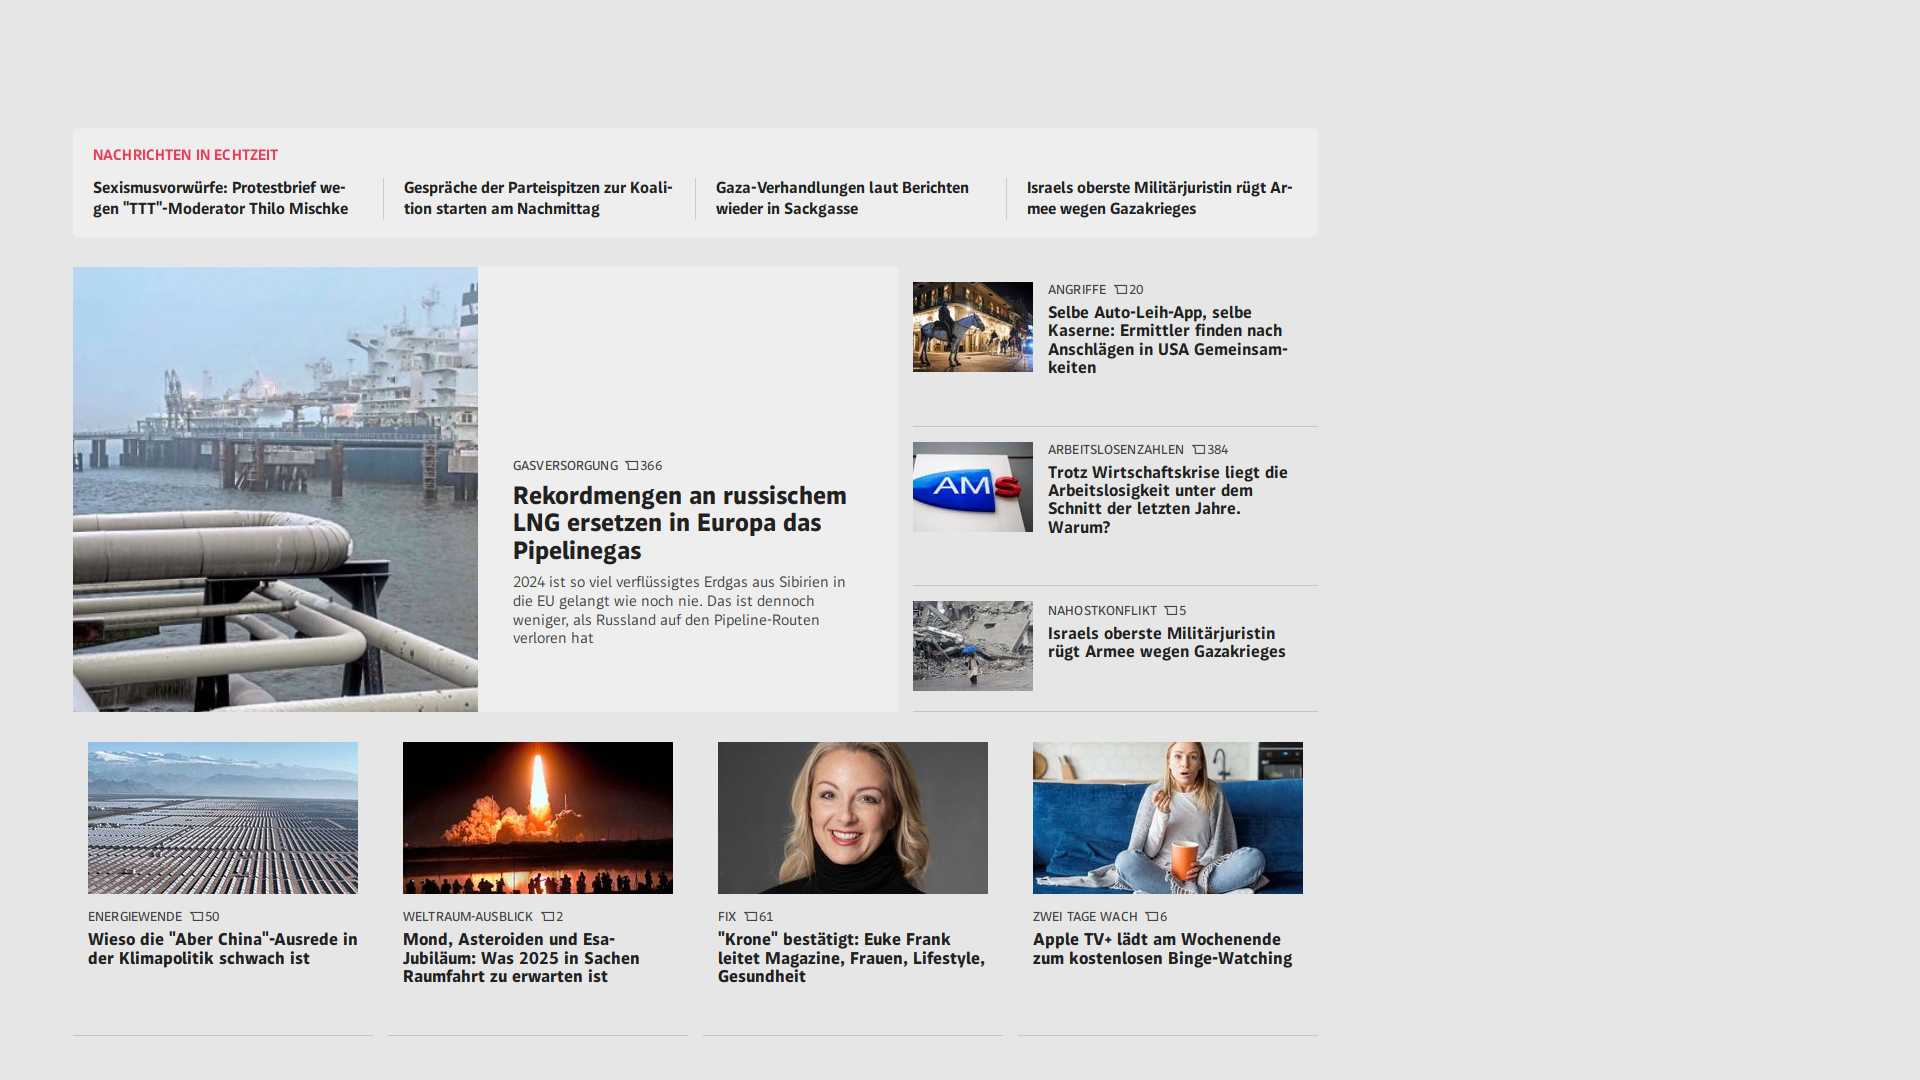 NACHRICHTEN IN ECHTZEIT
Sexismusvorwürfe: Protestbrief we-
gen "TTT"-Moderator Thilo Mischke
Gespräche der Parteispitzen zur Koali-
tion starten am Nachmittag
Gaza-Verhandlungen laut Berichten
wieder in Sackgasse
Israels oberste Militärjuristin rügt Ar-
mee wegen Gazakrieges
GASVERSORGUNG 366
Rekordmengen an russischem
LNG ersetzen in Europa das
Pipelinegas
2024 ist so viel verflüssigtes Erdgas aus Sibirien in
die EU gelangt wie noch nie. Das ist dennoch
weniger, als Russland auf den Pipeline-Routen
verloren hat
ANGRIFFE 20
Selbe Auto-Leih-App, selbe
Kaserne: Ermittler finden nach
Anschlägen in USA Gemeinsam-
keiten
AMS
ARBEITSLOSENZAHLEN 384
Trotz Wirtschaftskrise liegt die
Arbeitslosigkeit unter dem
Schnitt der letzten Jahre.
Warum?
NAHOSTKONFLIKT 5
Israels oberste Militärjuristin
rügt Armee wegen Gazakrieges
ENERGIEWENDE 50
Wieso die "Aber China"-Ausrede in
der Klimapolitik schwach ist
WELTRAUM-AUSBLICK 2
Mond, Asteroiden und Esa-
Jubiläum: Was 2025 in Sachen
Raumfahrt zu erwarten ist
FIX 61
"Krone" bestätigt: Euke Frank
leitet Magazine, Frauen, Lifestyle,
Gesundheit
ZWEI TAGE WACH 6
Apple TV+ lädt am Wochenende
zum kostenlosen Binge-Watching